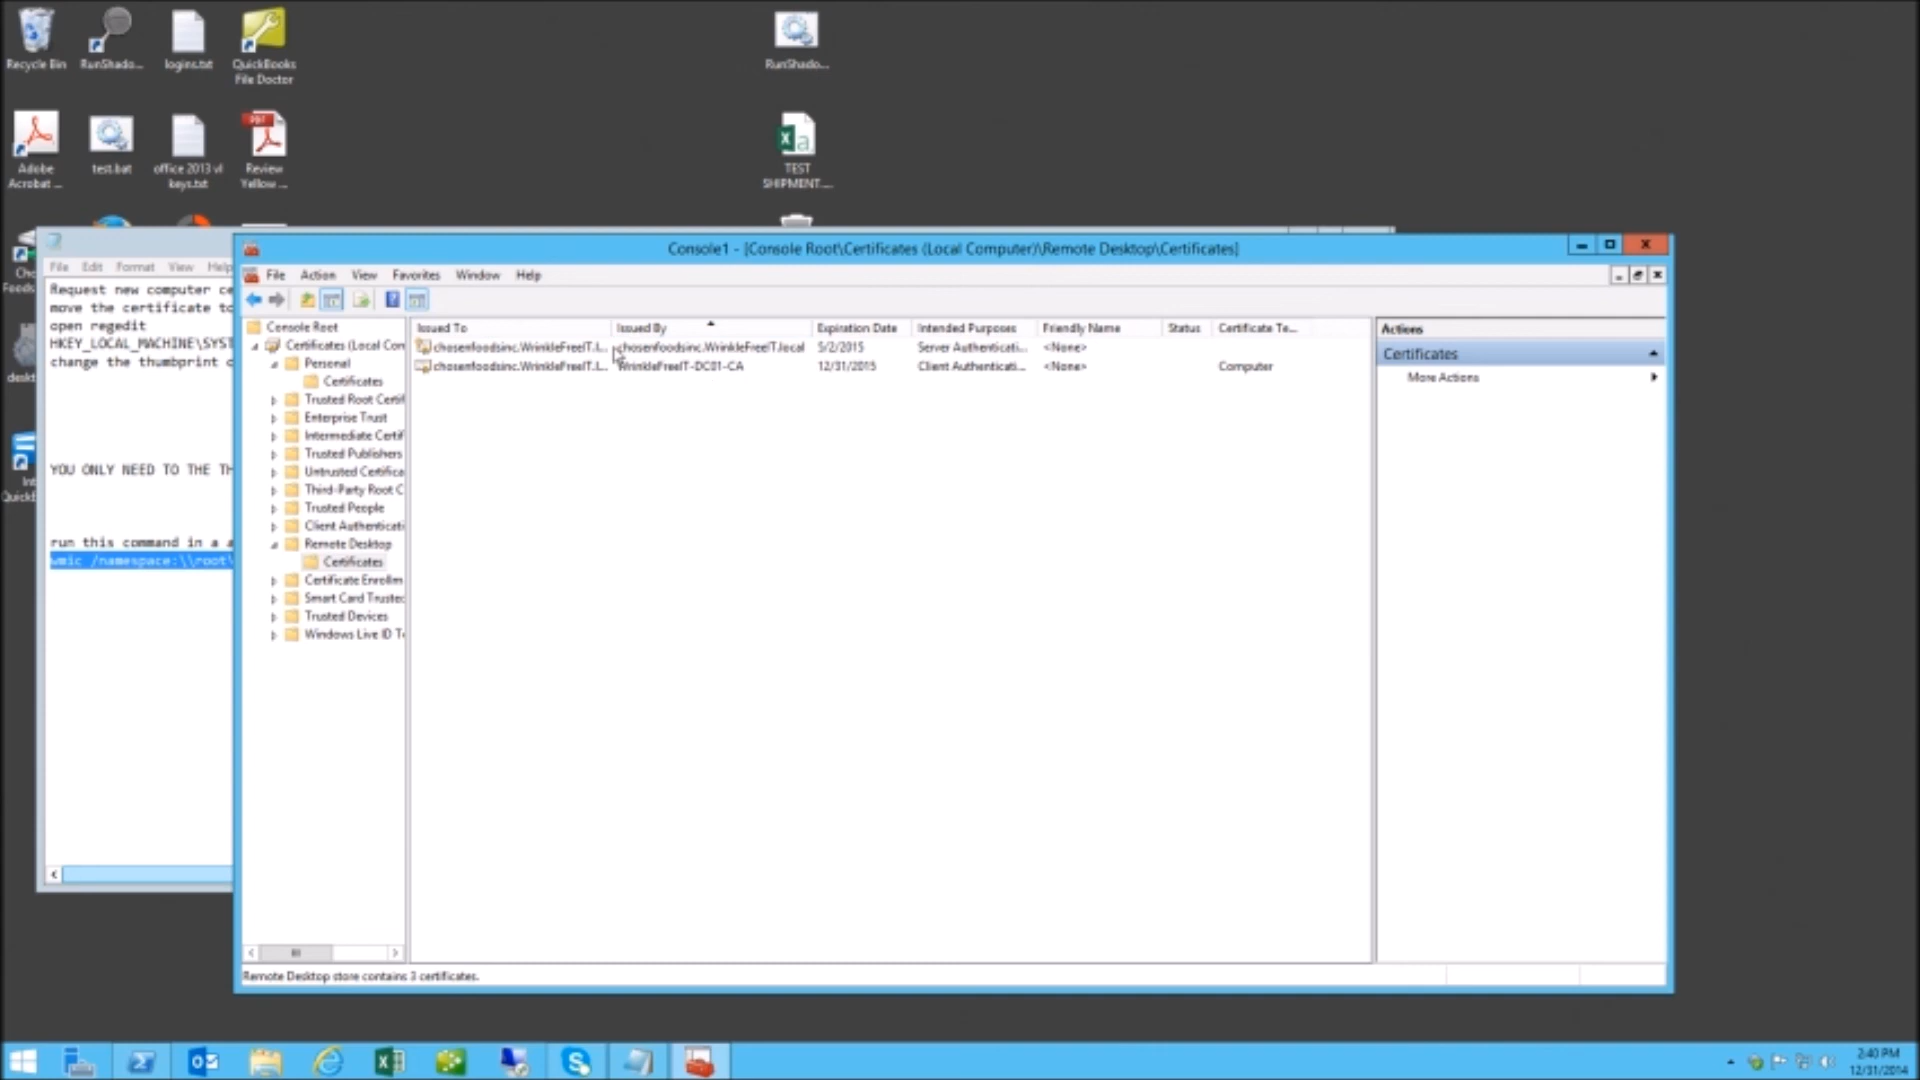 Recycle Bin
RunShado...
logins.txt
QuickBooks
File Doctor
RunShado...
Adobe
Acrobat ...
test.bat
office 2013 vl
keys.txt
Review
Yellow ...
TEST
SHIPMENT....
File Edit Format View Help
Request new computer ce
move the certificate to
open regedit
HKEY_LOCAL_MACHINE\SYST
change the thumbprint o
YOU ONLY NEED TO THE TH
run this command in a a
wmic /namespace:\\root\
Console1 - [Console Root\Certificates (Local Computer)\Remote Desktop\Certificates]
File Action View Favorites Window Help
Console Root
Certificates (Local Con
Personal
Certificates
Trusted Root Certif
Enterprise Trust
Intermediate Certif
Trusted Publishers
Untrusted Certifica
Third-Party Root C
Trusted People
Client Authenticati
Remote Desktop
Certificates
Certificate Enrollm
Smart Card Trusted
Trusted Devices
Windows Live ID To
Issued To Issued By Expiration Date Intended Purposes Friendly Name Status Certificate Te...
chosenfoodsinc.WrinkleFreeIT.l... chosenfoodsinc.WrinkleFreeIT.local 5/2/2015 Server Authenticati... <None>
chosenfoodsinc.WrinkleFreeIT.l... WrinkleFreeIT-DC01-CA 12/31/2015 Client Authenticati... <None> Computer
Actions
Certificates
More Actions
Remote Desktop store contains 3 certificates.
2:40 PM
12/31/2014